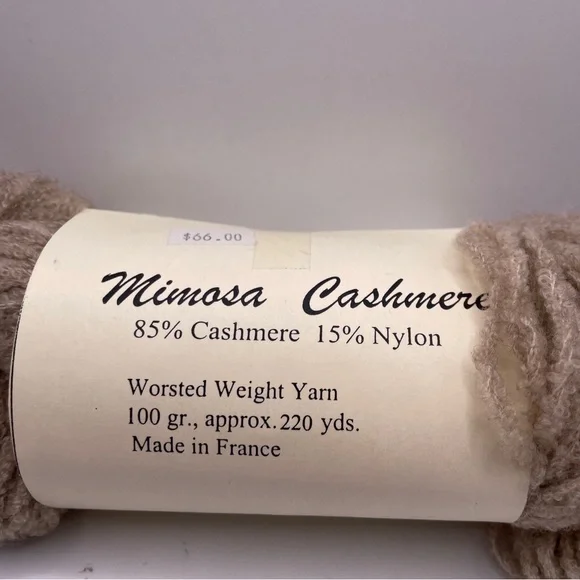 $66.00
Mimosa Cashmere
85% Cashmere 15% Nylon
Worsted Weight Yarn
100 gr., approx. 220 yds.
Made in France